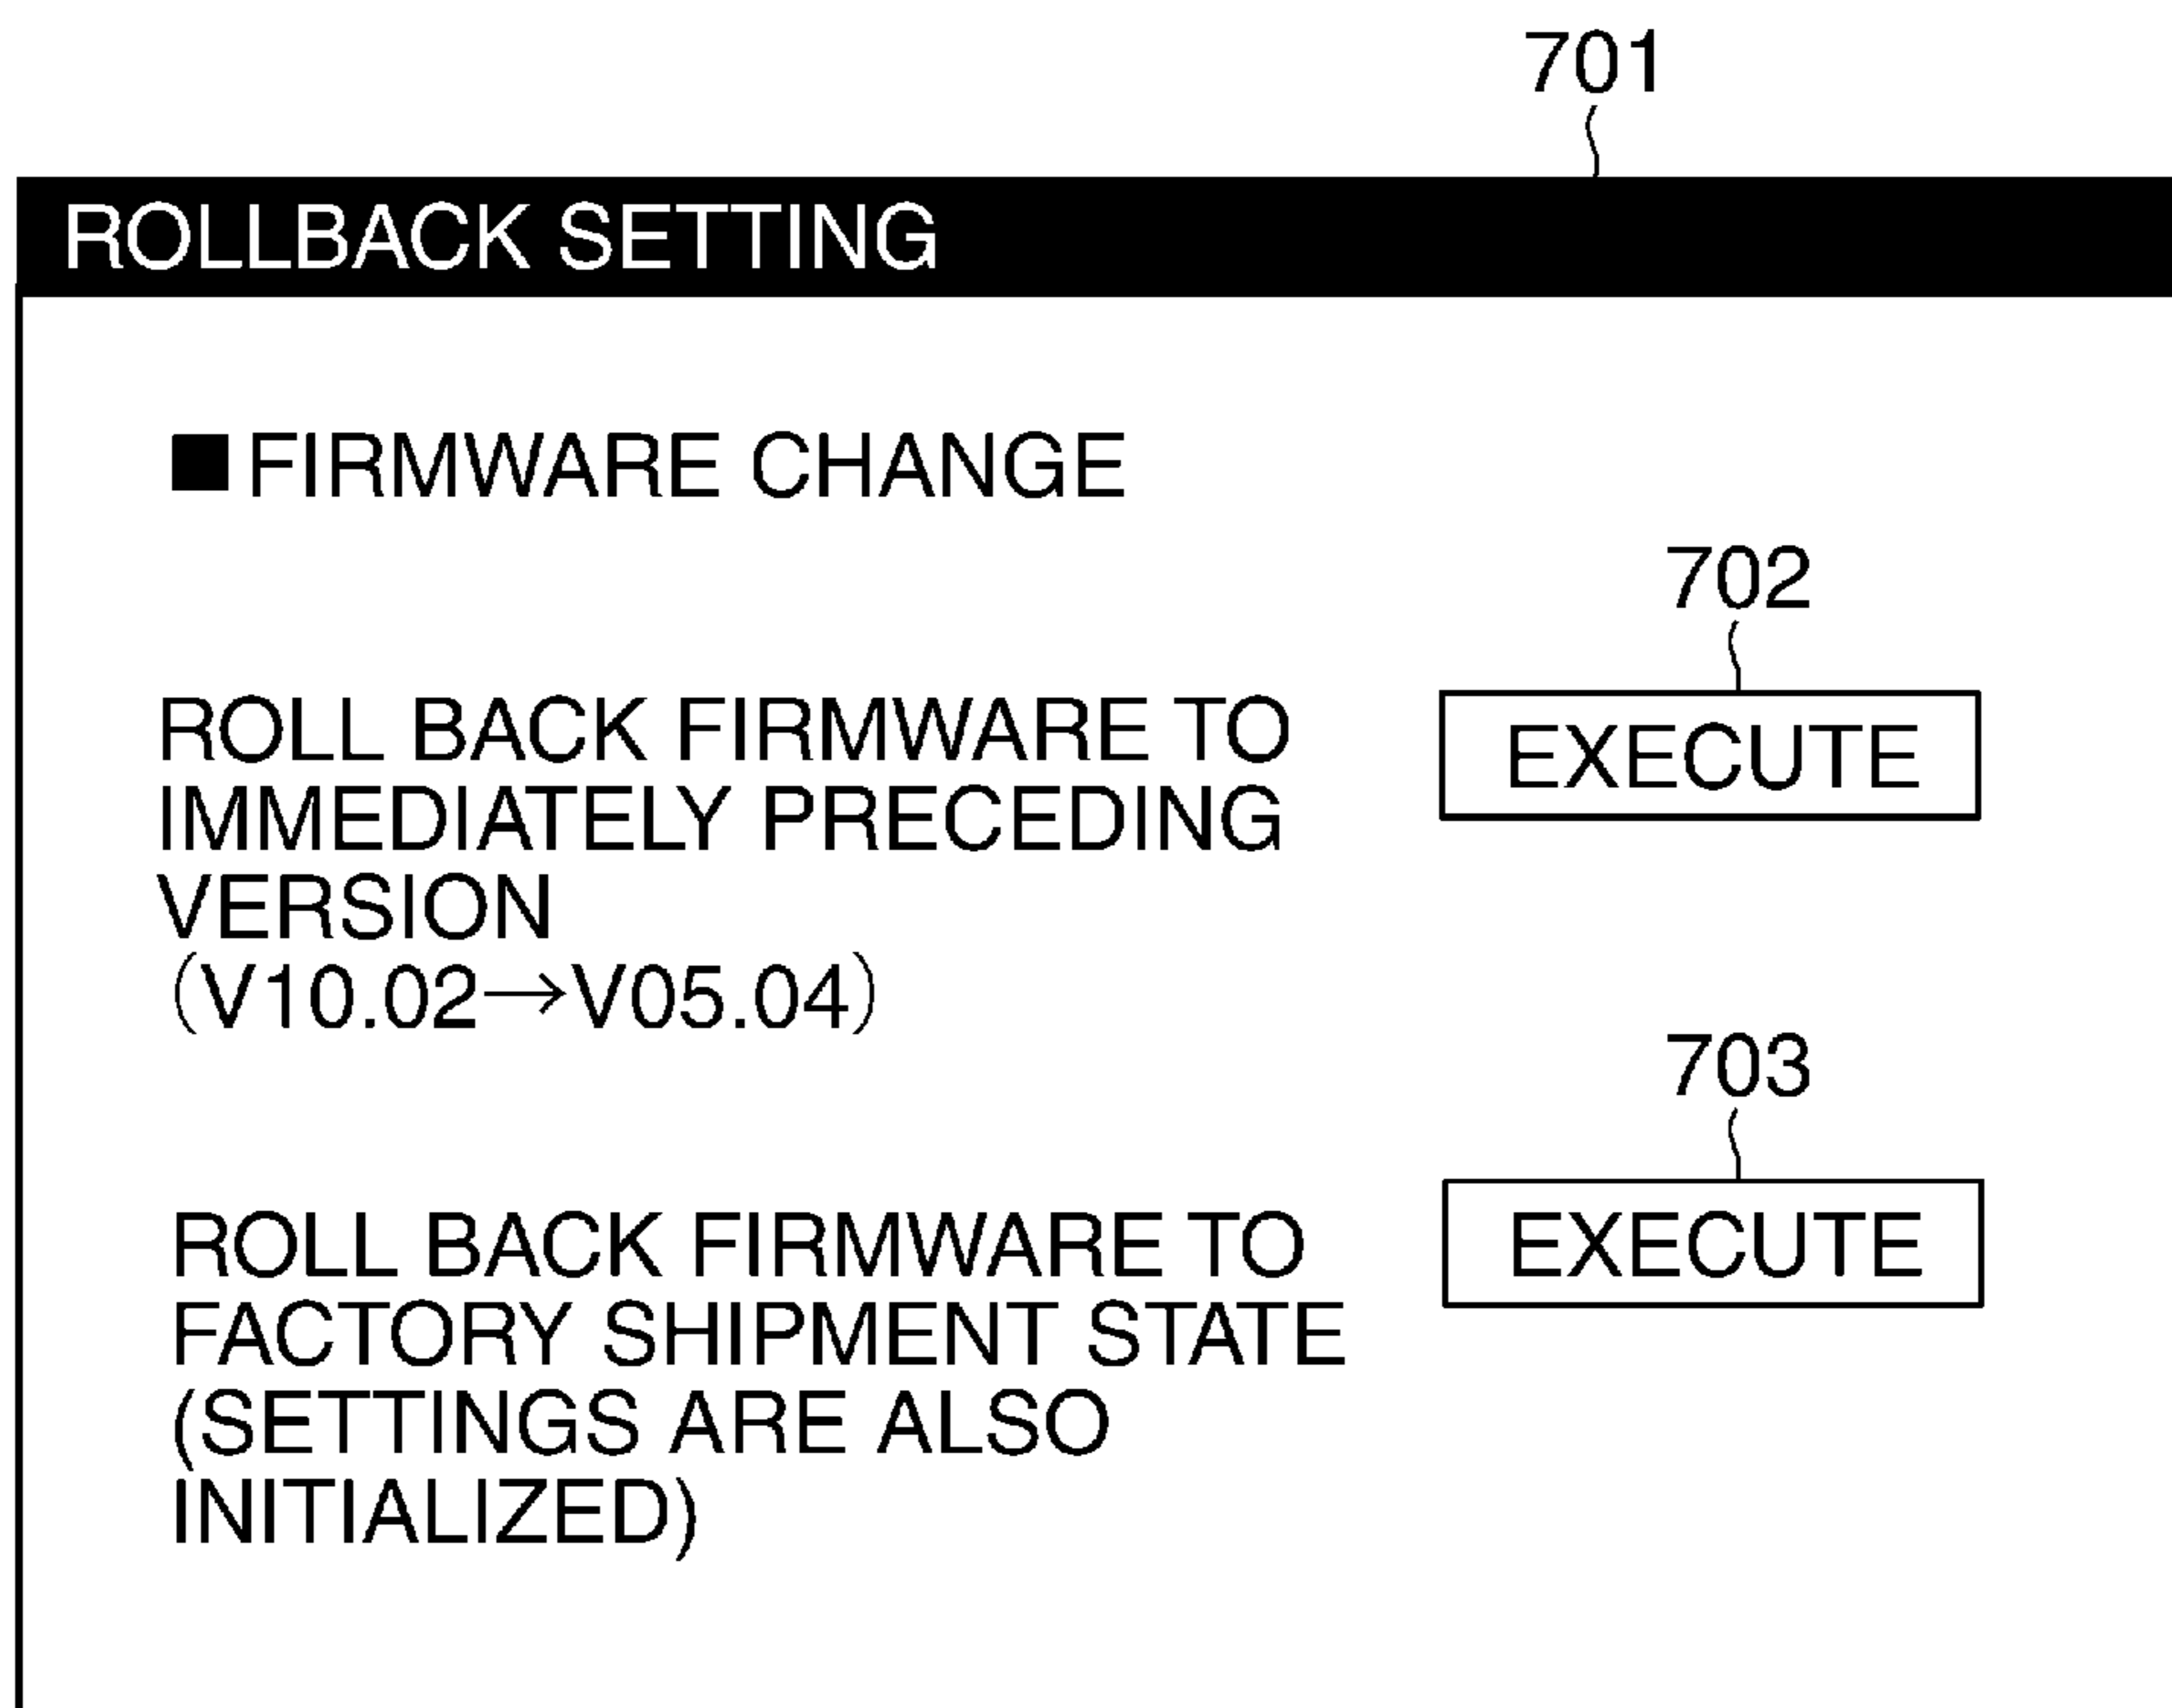 701
ROLLBACK SETTING
■ FIRMWARE CHANGE
702
ROLL BACK FIRMWARE TO
EXECUTE
IMMEDIATELY PRECEDING
VERSION
(V10.02→V05.04)
703
ROLL BACK FIRMWARE TO
EXECUTE
FACTORY SHIPMENT STATE
(SETTINGS ARE ALSO
INITIALIZED)